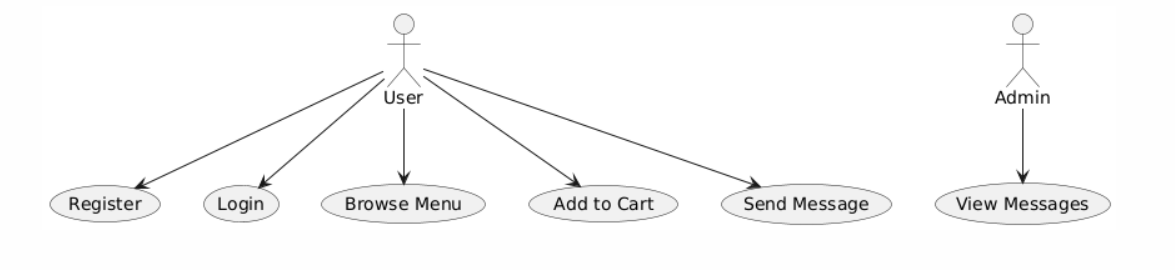 User
Admin
Register
Login
Browse Menu
Add to Cart
Send Message
View Messages